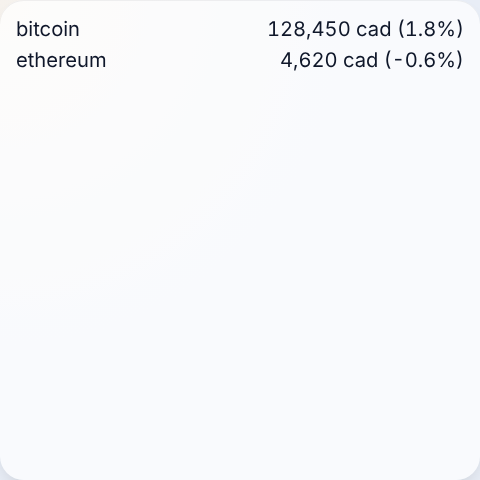 bitcoin 128,450 cad (1.8%)
ethereum 4,620 cad (-0.6%)